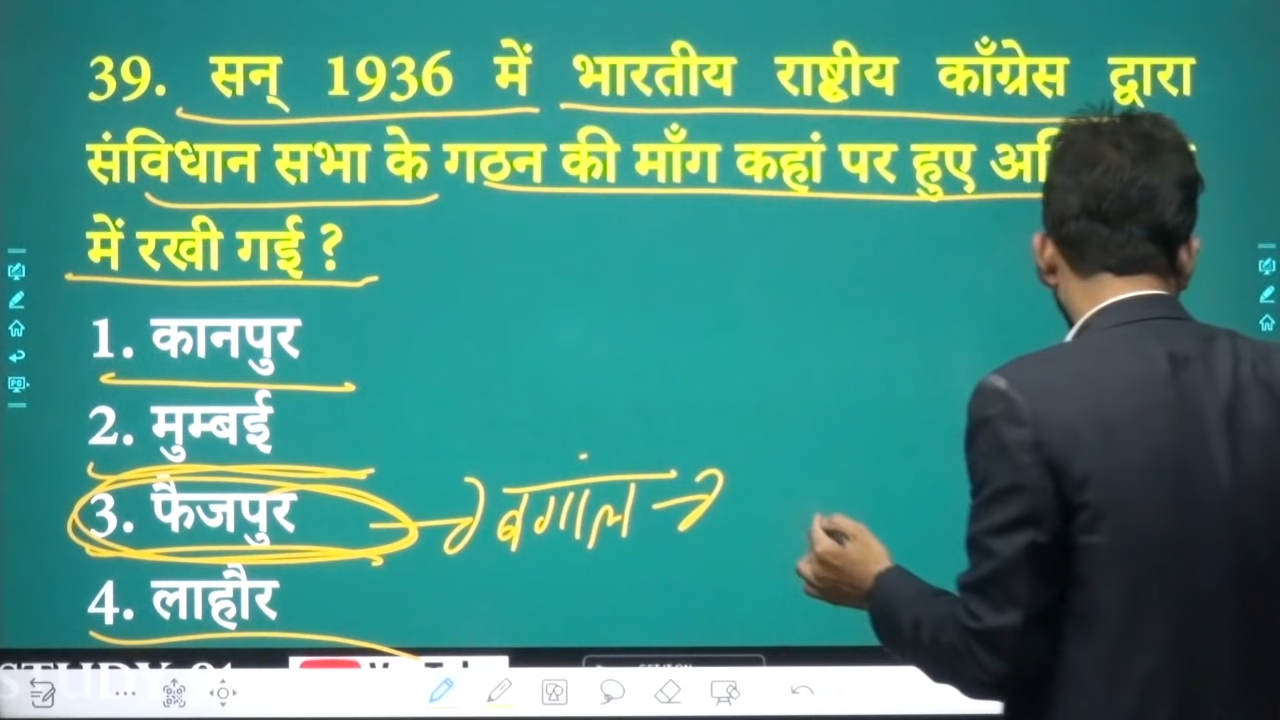 39. सन् 1936 में भारतीय राष्टीय काँग्रेस द्वारा
संविधान सभा के गठन की माँग कहां पर हुए
में रखी गई ?
1. कानपुर
2. मुम्बई
3. फैजपुर → बंगाल →
4. लाहौर